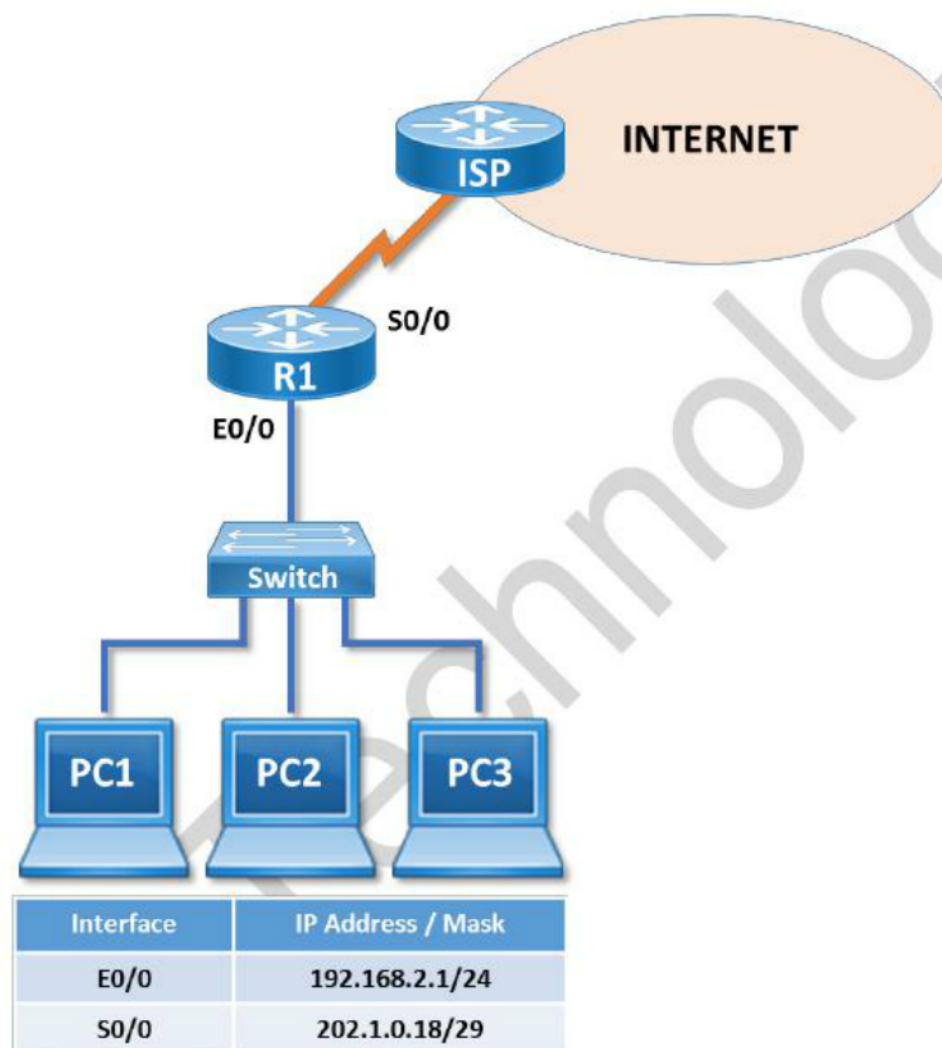 INTERNET
ISP
S0/0
R1
E0/0
Switch
PC1 PC2 PC3
Interface IP Address / Mask
E0/0 192.168.2.1/24
S0/0 202.1.0.18/29